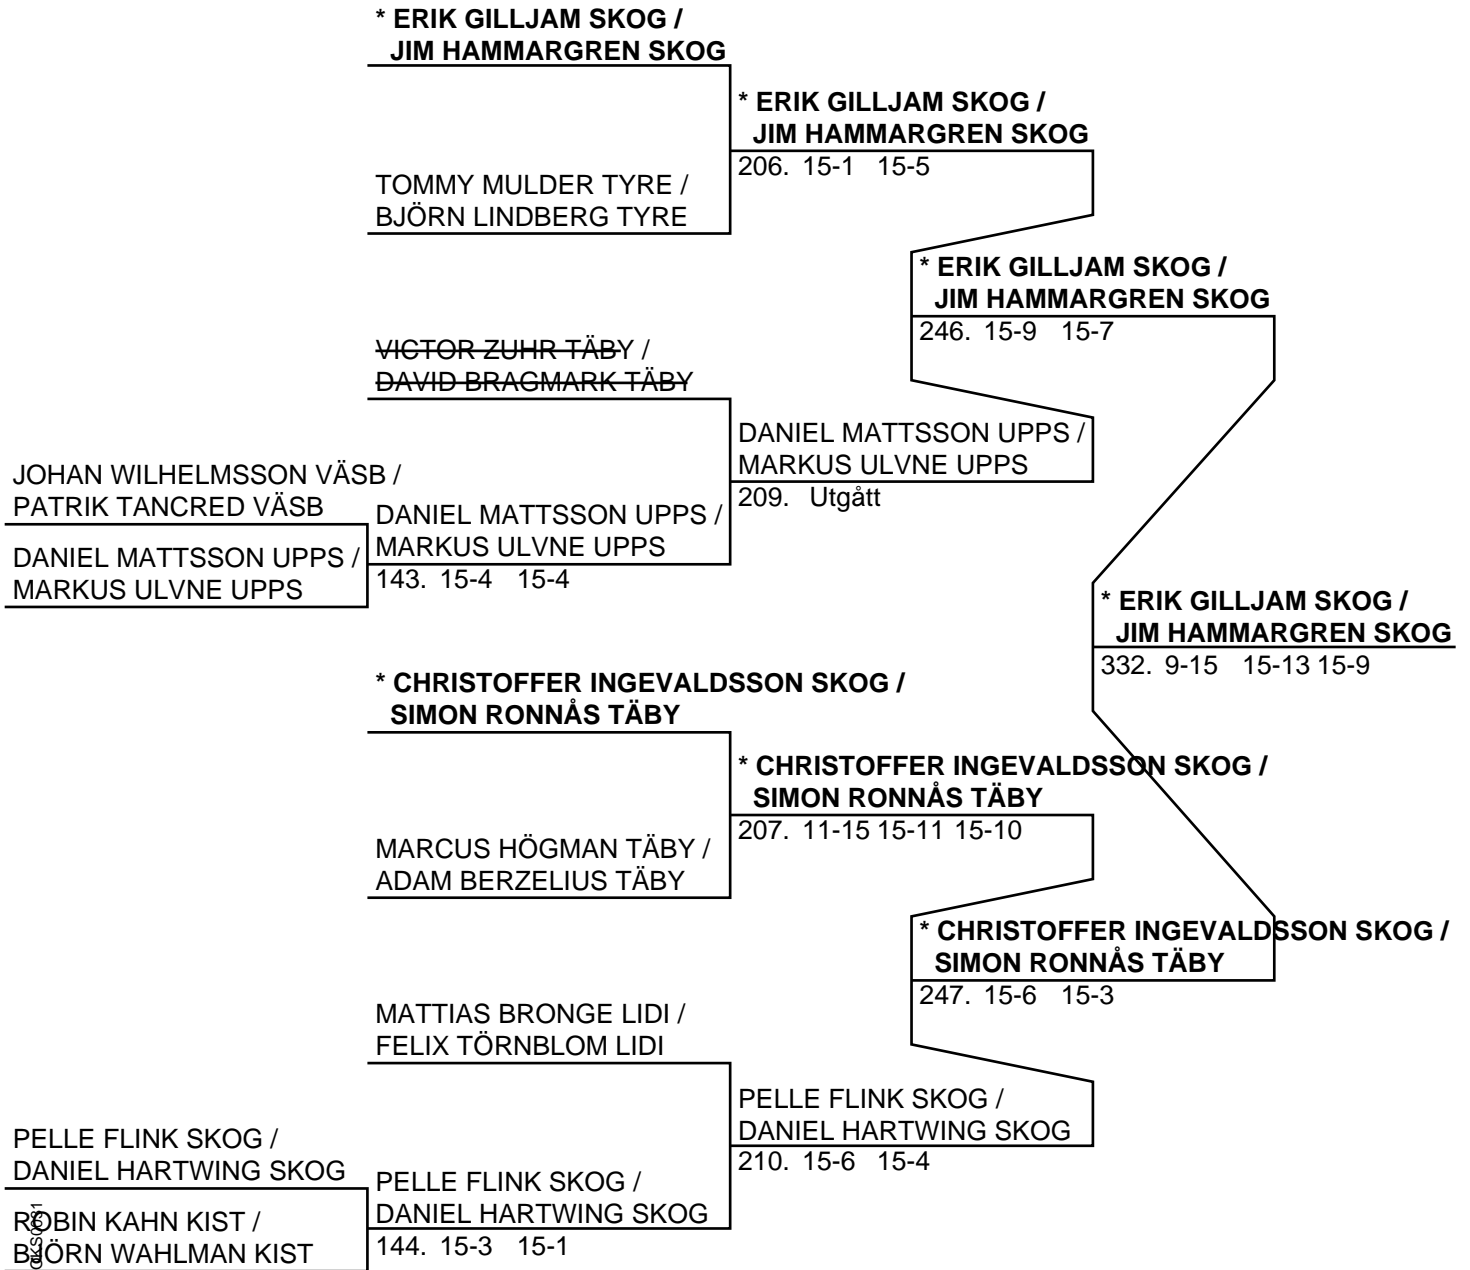 * ERIK GILLJAM SKOG /
JIM HAMMARGREN SKOG
* ERIK GILLJAM SKOG /
JIM HAMMARGREN SKOG
206. 15-1 15-5
TOMMY MULDER TYRE /
BJÖRN LINDBERG TYRE
* ERIK GILLJAM SKOG /
JIM HAMMARGREN SKOG
246. 15-9 15-7
VICTOR ZUHR TÄBY /
DAVID BRAGMARK TÄBY
DANIEL MATTSSON UPPS /
MARKUS ULVNE UPPS
209. Utgått
JOHAN WILHELMSSON VÄSB /
PATRIK TANCRED VÄSB
DANIEL MATTSSON UPPS /
MARKUS ULVNE UPPS
143. 15-4 15-4
DANIEL MATTSSON UPPS /
MARKUS ULVNE UPPS
* ERIK GILLJAM SKOG /
JIM HAMMARGREN SKOG
332. 9-15 15-13 15-9
* CHRISTOFFER INGEVALDSSON SKOG /
SIMON RONNÅS TÄBY
* CHRISTOFFER INGEVALDSSON SKOG /
SIMON RONNÅS TÄBY
207. 11-15 15-11 15-10
MARCUS HÖGMAN TÄBY /
ADAM BERZELIUS TÄBY
* CHRISTOFFER INGEVALDSSON SKOG /
SIMON RONNÅS TÄBY
247. 15-6 15-3
MATTIAS BRONGE LIDI /
FELIX TÖRNBLOM LIDI
PELLE FLINK SKOG /
DANIEL HARTWING SKOG
210. 15-6 15-4
PELLE FLINK SKOG /
DANIEL HARTWING SKOG
PELLE FLINK SKOG /
DANIEL HARTWING SKOG
144. 15-3 15-1
ROBIN KAHN KIST /
BJÖRN WAHLMAN KIST